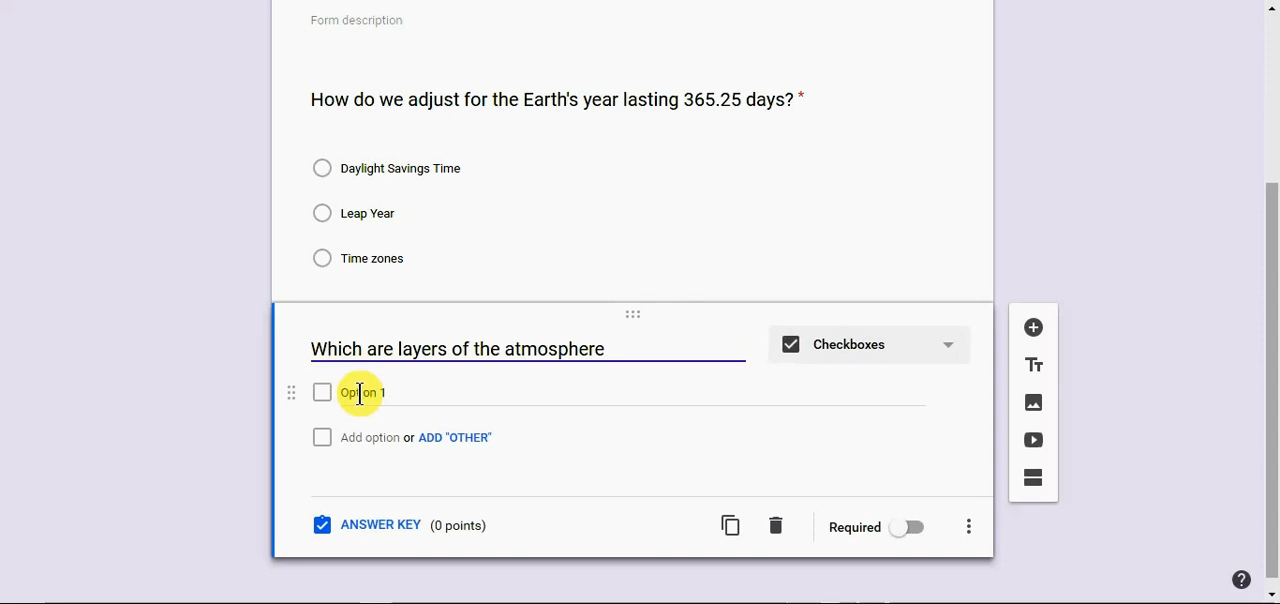 Form description
How do we adjust for the Earth's year lasting 365.25 days? *
Daylight Savings Time
Leap Year
Time zones
Which are layers of the atmosphere
Checkboxes
Option 1
Add option or ADD "OTHER"
ANSWER KEY (0 points)
Required